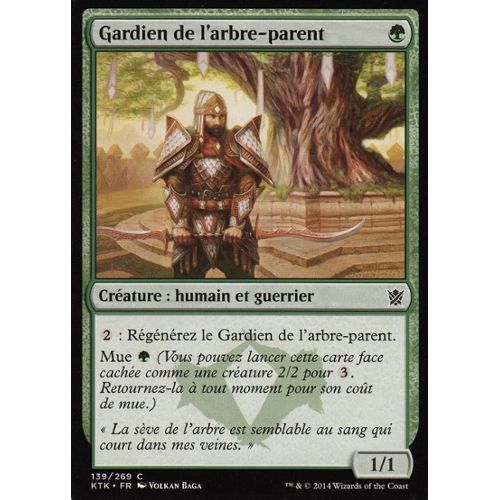 Gardien de l'arbre-parent
Créature : humain et guerrier
2 : Régénérez le Gardien de l'arbre-parent.
Mue (Vous pouvez lancer cette carte face
cachée comme une créature 2/2 pour 3.
Retournez-la à tout moment pour son coût
de mue.)
« La sève de l'arbre est semblable au sang qui
court dans mes veines. »
1/1
139/269 C
KTK • FR Volkan Baga
™ & © 2014 Wizards of the Coast